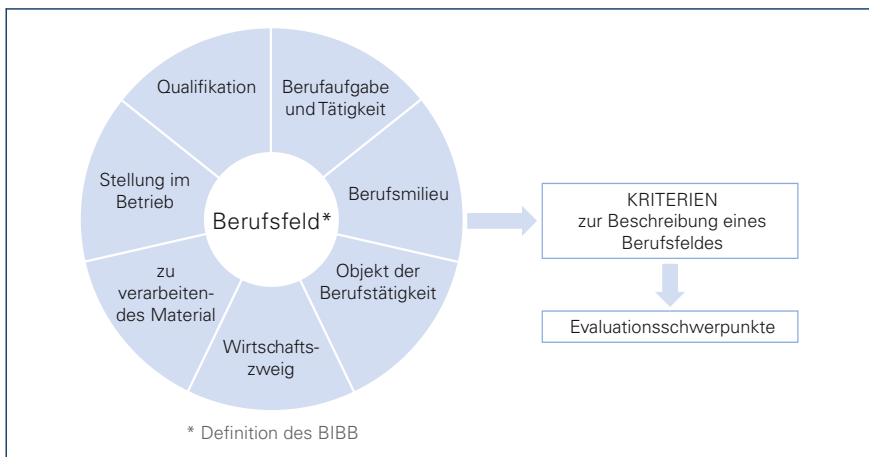 Qualifikation
Berufaufgabe
und Tätigkeit
Berufsmilieu
Objekt der
Berufstätigkeit
Wirtschafts-
zweig
zu
verarbeiten-
des Material
Stellung im
Betrieb
Berufsfeld*
KRITERIEN
zur Beschreibung eines
Berufsfeldes
Evaluationsschwerpunkte
* Definition des BIBB